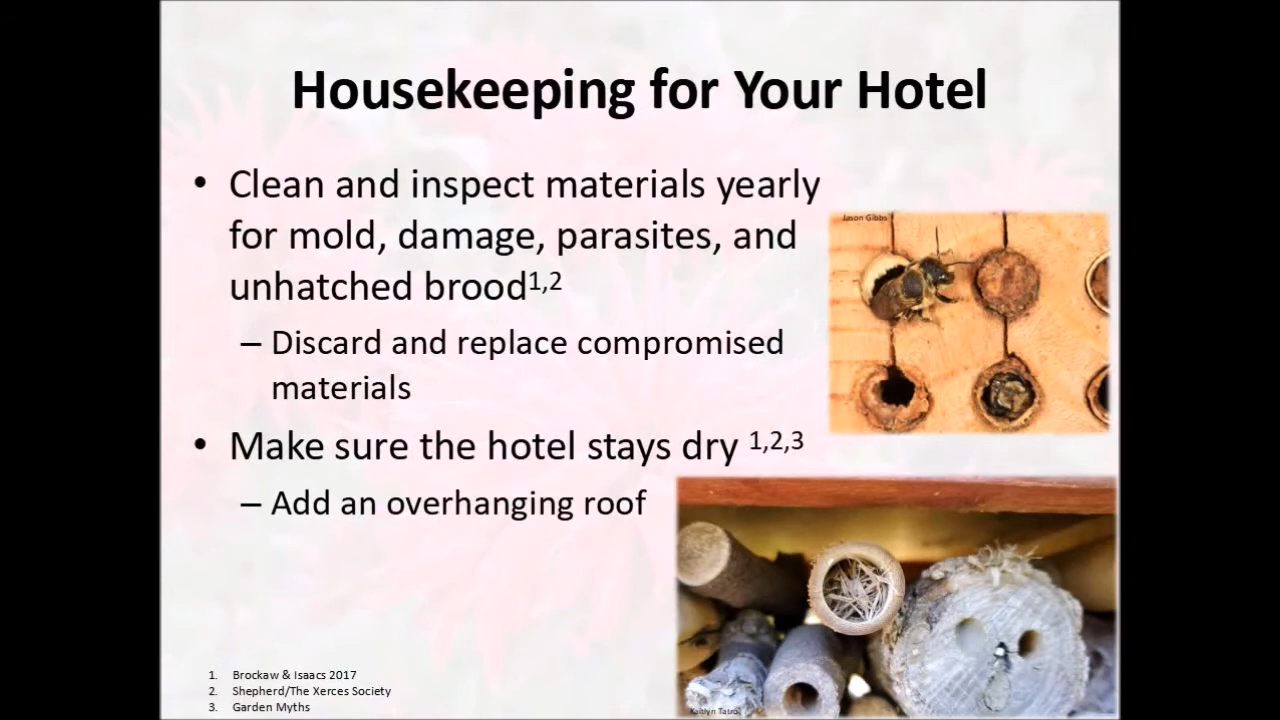 Housekeeping for Your Hotel
• Clean and inspect materials yearly
for mold, damage, parasites, and
unhatched brood1,2
– Discard and replace compromised
materials
• Make sure the hotel stays dry 1,2,3
– Add an overhanging roof
Jason Gibbs
1. Brockaw & Isaacs 2017
2. Shepherd/The Xerces Society
3. Garden Myths
Kaitlyn Tatro